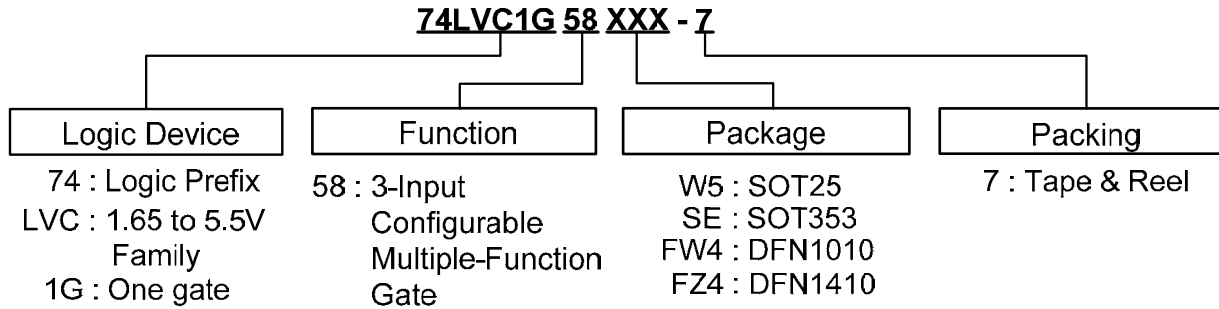 74LVC1G 58 XXX - 7
Logic Device
Function
Package
Packing
74 : Logic Prefix
LVC : 1.65 to 5.5V
Family
1G : One gate
58 : 3-Input
Configurable
Multiple-Function
Gate
W5 : SOT25
SE : SOT353
FW4 : DFN1010
FZ4 : DFN1410
7 : Tape & Reel